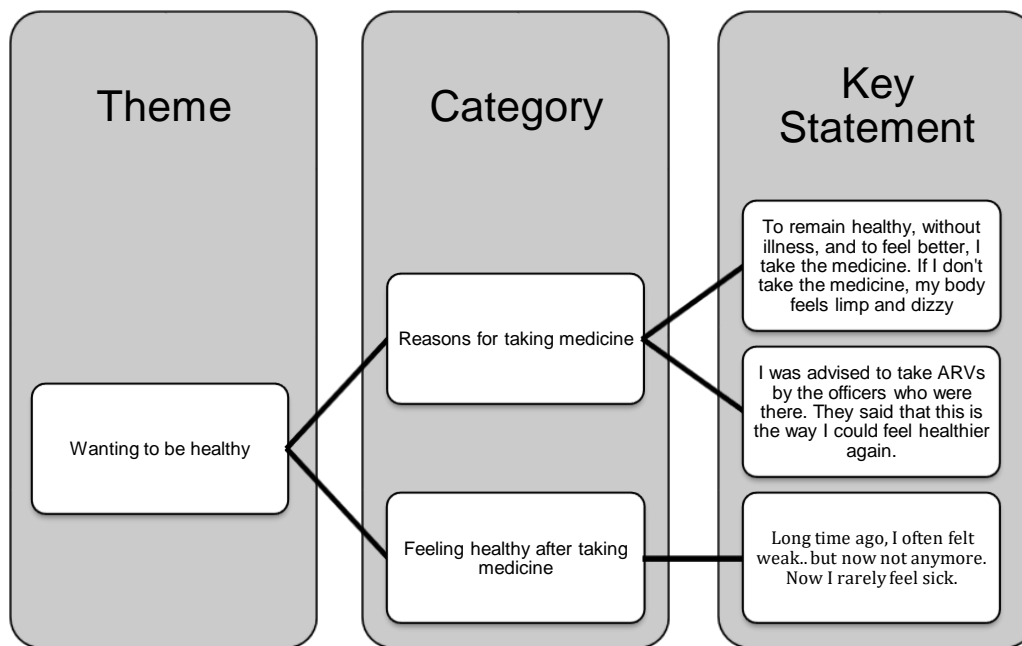 Theme
Category
Key
Statement
Wanting to be healthy
Reasons for taking medicine
Feeling healthy after taking
medicine
To remain healthy, without
illness, and to feel better, I
take the medicine. If I don't
take the medicine, my body
feels limp and dizzy
I was advised to take ARVs
by the officers who were
there. They said that this is
the way I could feel healthier
again.
Long time ago, I often felt
weak.. but now not anymore.
Now I rarely feel sick.